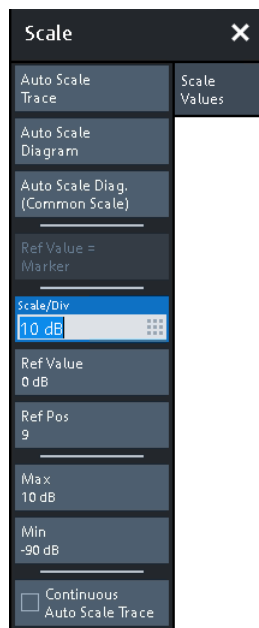 Scale
Auto Scale
Trace
Scale
Values
Auto Scale
Diagram
Auto Scale Diag.
(Common Scale)
Ref Value =
Marker
Scale/Div
10 dB
Ref Value
0 dB
Ref Pos
9
Max
10 dB
Min
-90 dB
Continuous
Auto Scale Trace